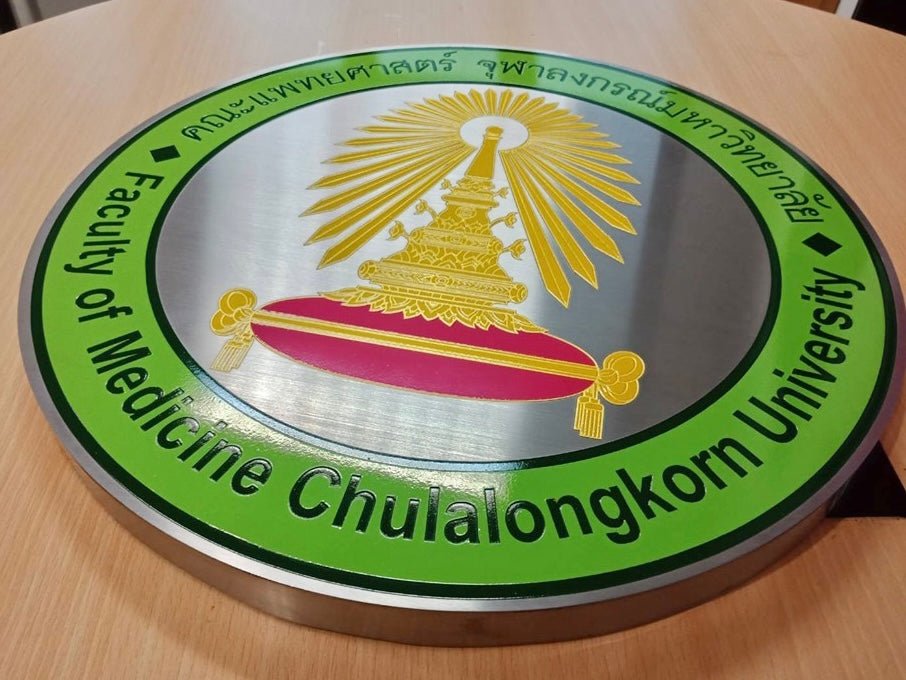 คณะแพทยศาสตร์ จุฬาลงกรณ์มหาวิทยาลัย
Faculty of Medicine Chulalongkorn University